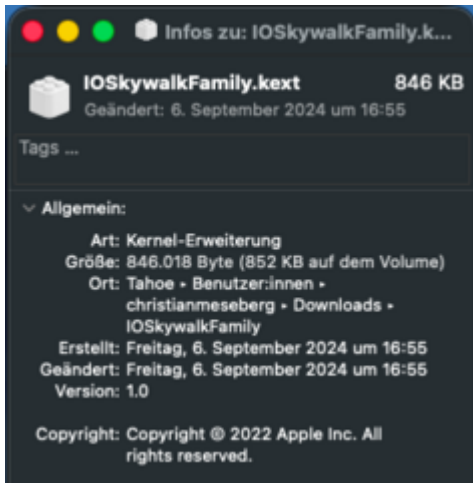 Infos zu: IOSkywalkFamily.k...
IOSkywalkFamily.kext 846 KB
Geändert: 6. September 2024 um 16:55
Tags ...
Allgemein:
Art: Kernel-Erweiterung
Größe: 846.018 Byte (852 KB auf dem Volume)
Ort: Tahoe ▸ Benutzer:innen ▸
christianmeseberg ▸ Downloads ▸
IOSkywalkFamily
Erstellt: Freitag, 6. September 2024 um 16:55
Geändert: Freitag, 6. September 2024 um 16:55
Version: 1.0
Copyright: Copyright © 2022 Apple Inc. All
rights reserved.